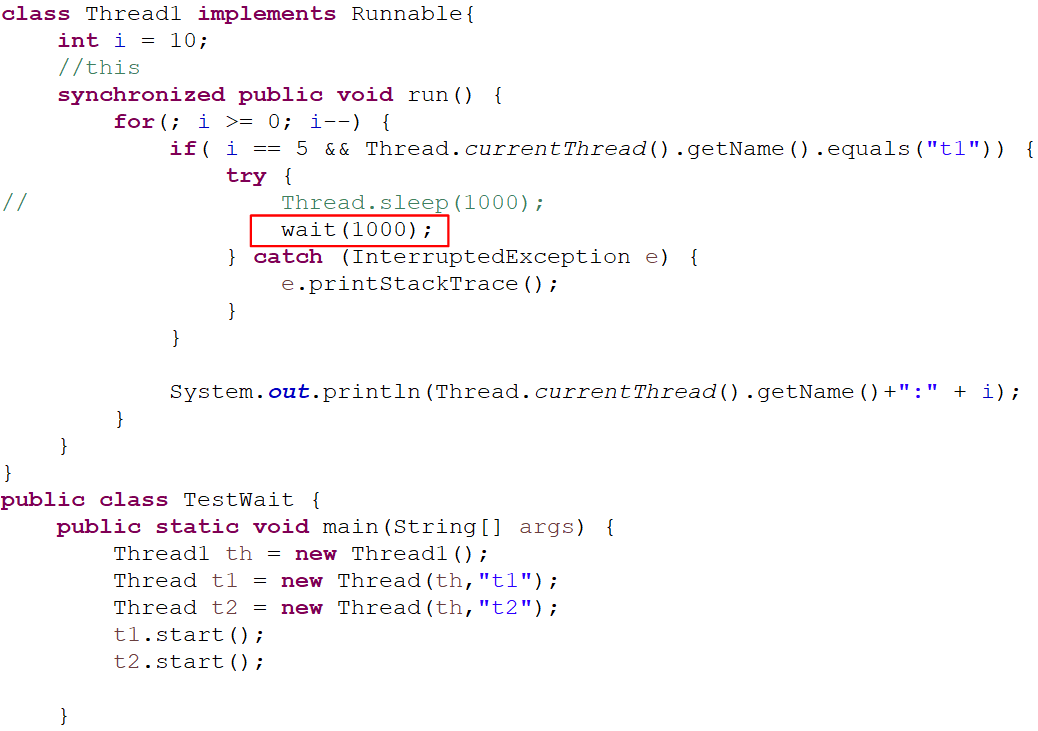 class Thread1 implements Runnable{
    int i = 10;
    //this
    synchronized public void run() {
        for(; i >= 0; i--) {
            if( i == 5 && Thread.currentThread().getName().equals("t1")) {
                try {
//                  Thread.sleep(1000);
                    wait(1000);
                } catch (InterruptedException e) {
                    e.printStackTrace();
                }
            }

            System.out.println(Thread.currentThread().getName()+":" + i);
        }
    }
}
public class TestWait {
    public static void main(String[] args) {
        Thread1 th = new Thread1();
        Thread t1 = new Thread(th,"t1");
        Thread t2 = new Thread(th,"t2");
        t1.start();
        t2.start();

    }